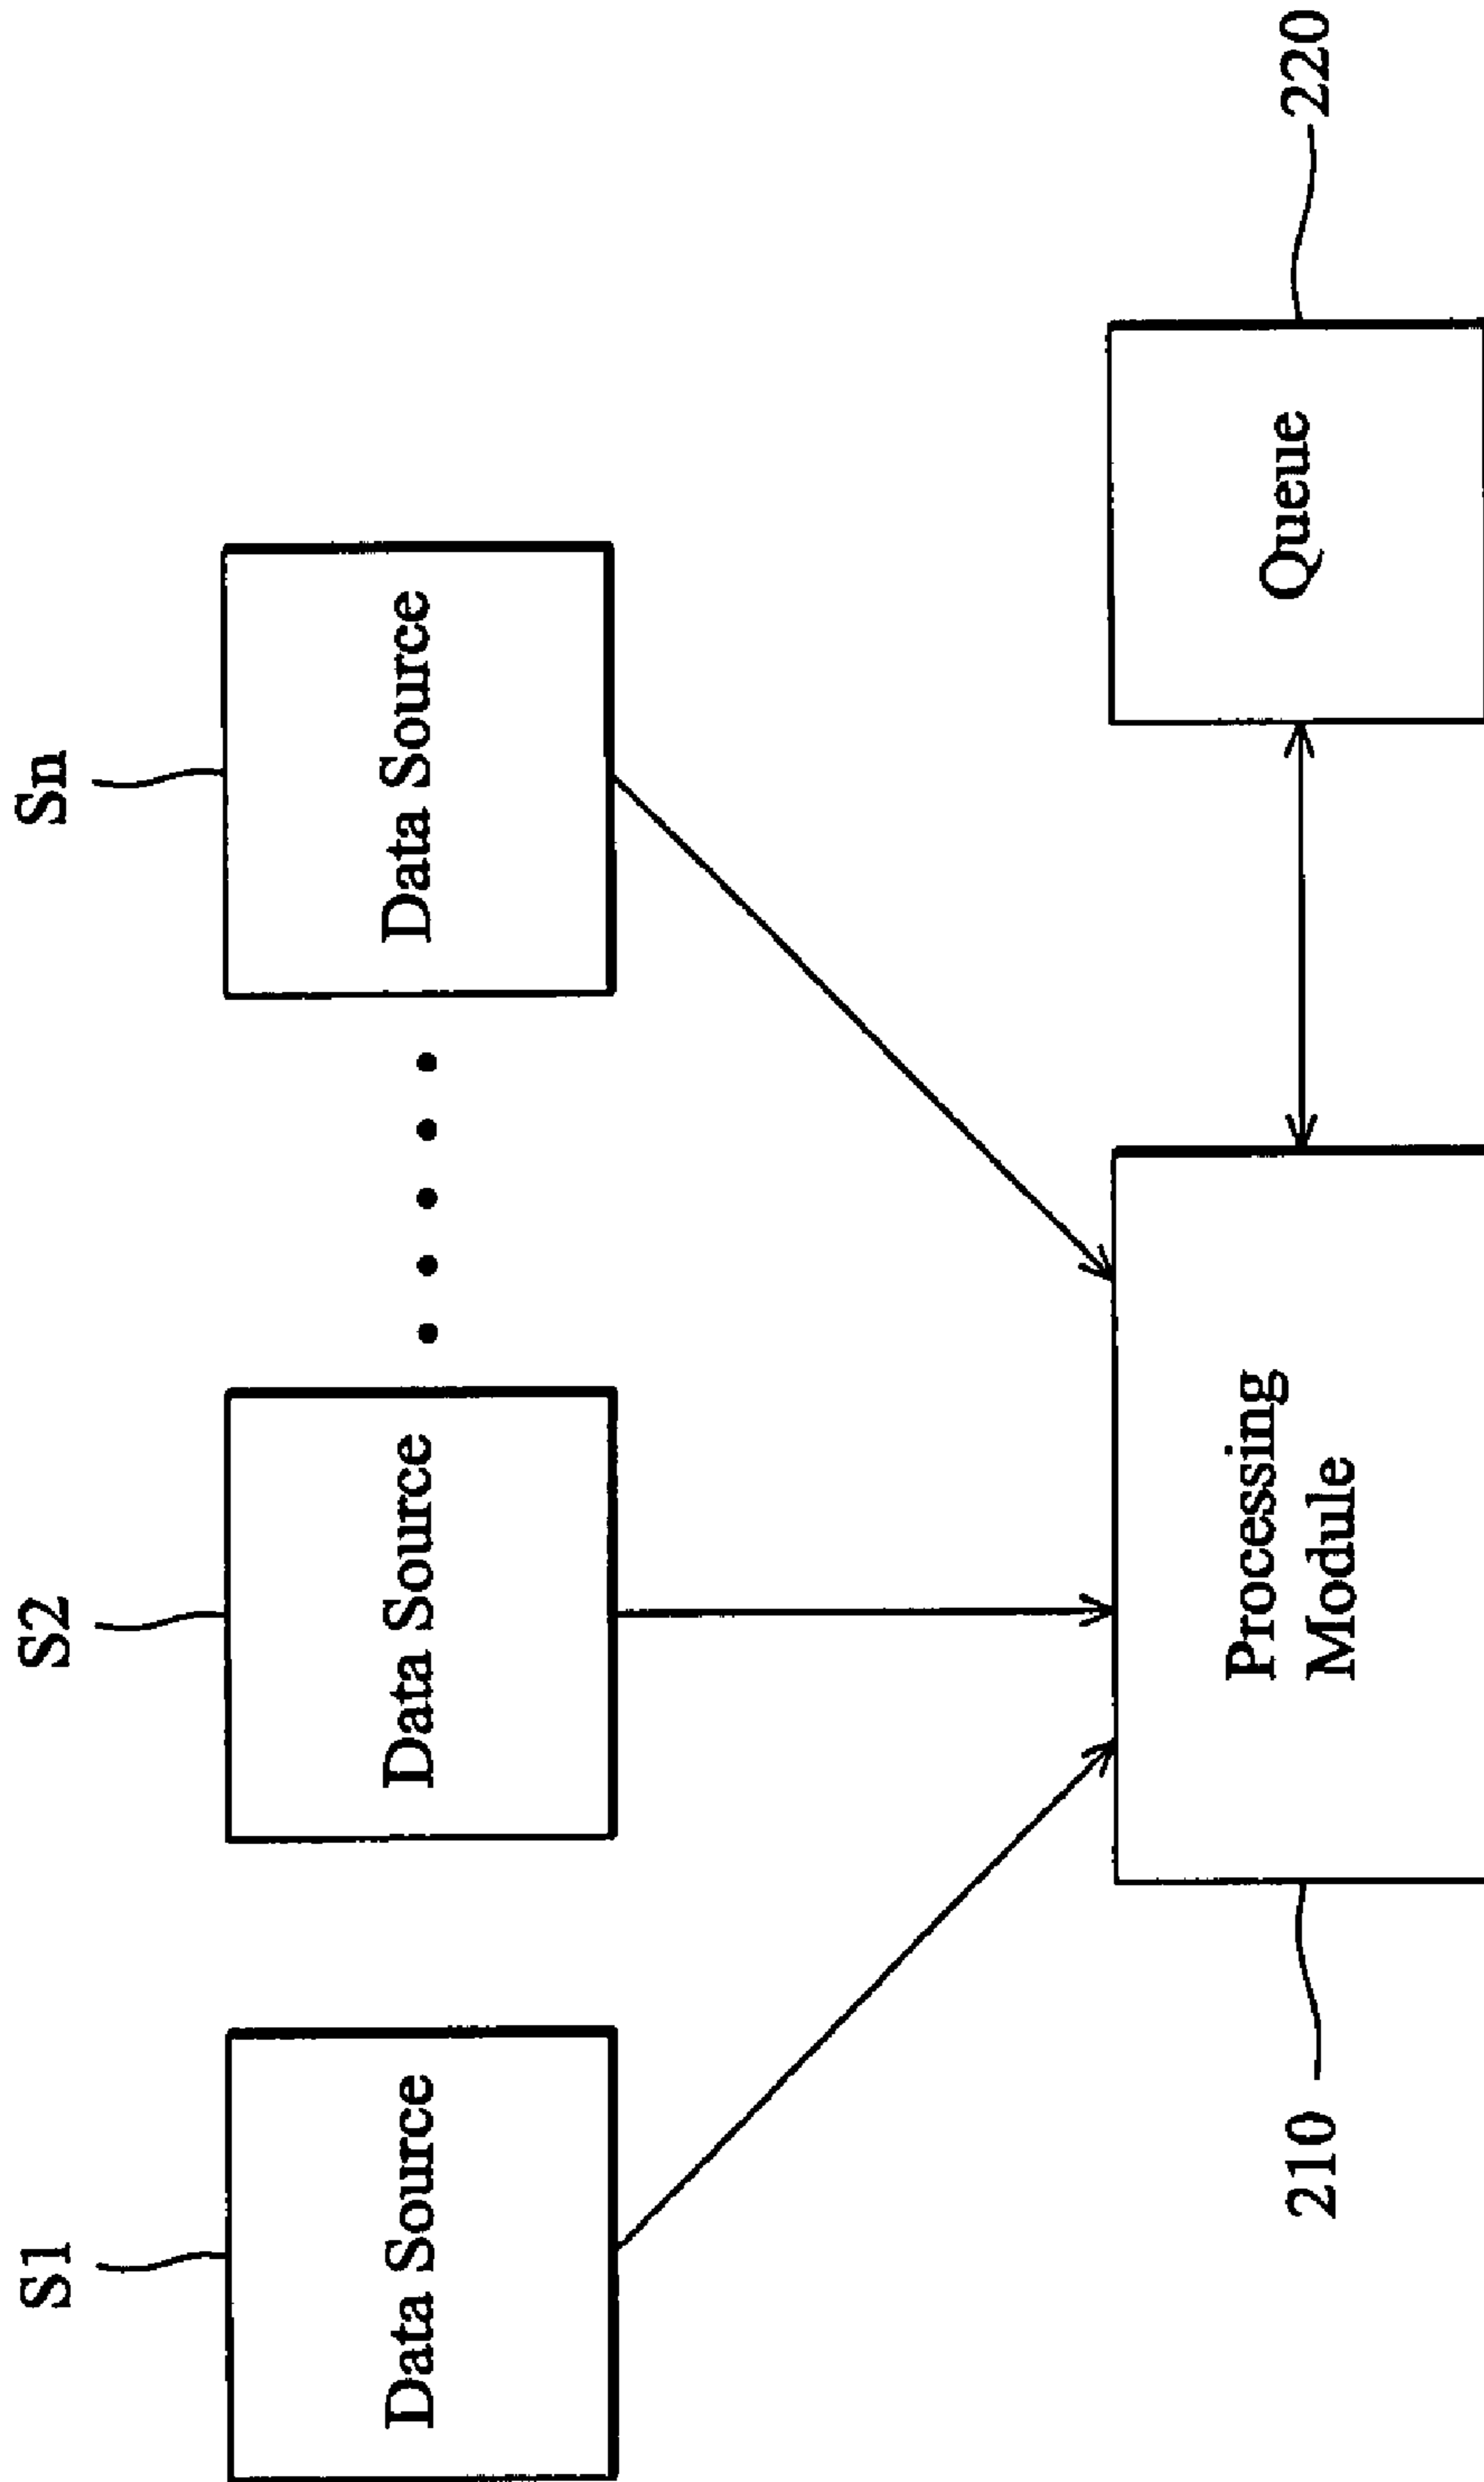 S1
S2
Sn
Data Source
Data Source
Data Source
Processing
Module
Queue
210
220